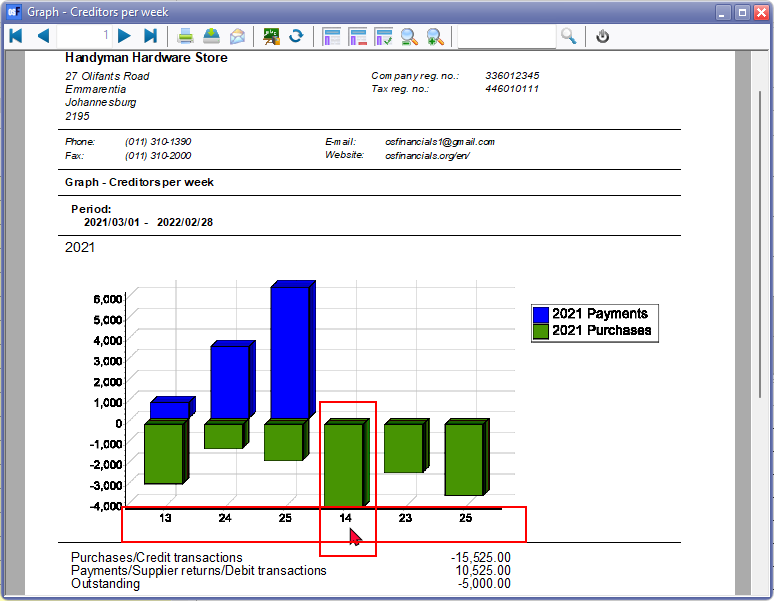 Graph - Creditors per week
1
Handyman Hardware Store
27 Olifants Road
Emmarentia
Johannesburg
2195
Company reg. no.: 336012345
Tax reg. no.: 446010111
Phone: (011) 310-1390 E-mail: osfinancials1@gmail.com
Fax: (011) 310-2000 Website: osfinancials.org/en/
Graph - Creditors per week
Period:
2021/03/01 - 2022/02/28
2021
6,000
5,000
4,000
3,000
2,000
1,000
0
-1,000
-2,000
-3,000
-4,000
13 24 25 14 23 25
2021 Payments
2021 Purchases
Purchases/Credit transactions -15,525.00
Payments/Supplier returns/Debit transactions 10,525.00
Outstanding -5,000.00